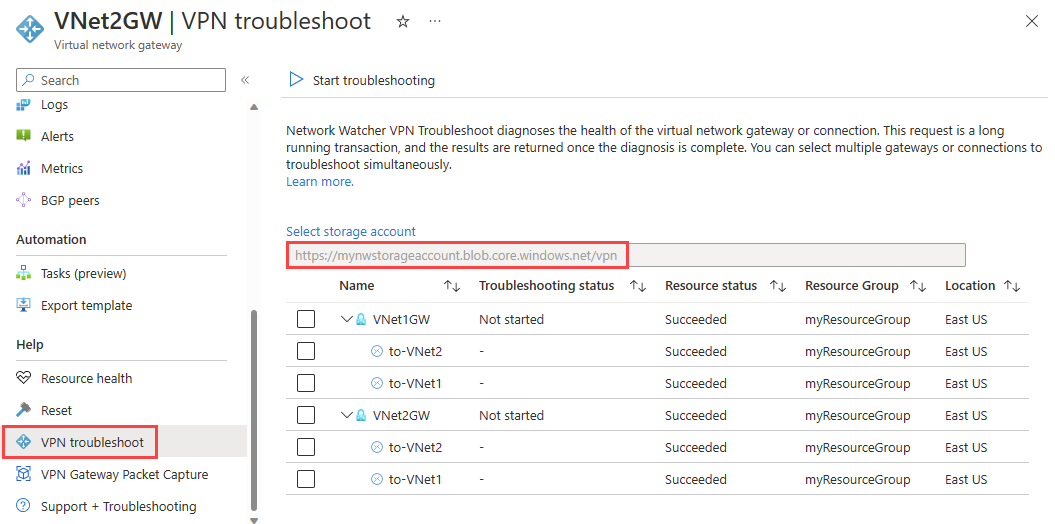 VNet2GW | VPN troubleshoot
Virtual network gateway
Search
Logs
Alerts
Metrics
BGP peers
Automation
Tasks (preview)
Export template
Help
Resource health
Reset
VPN troubleshoot
VPN Gateway Packet Capture
Support + Troubleshooting
Start troubleshooting
Network Watcher VPN Troubleshoot diagnoses the health of the virtual network gateway or connection. This request is a long
running transaction, and the results are returned once the diagnosis is complete. You can select multiple gateways or connections to
troubleshoot simultaneously.
Learn more.
Select storage account
https://mynwstorageaccount.blob.core.windows.net/vpn
Name Troubleshooting status Resource status Resource Group Location
VNet1GW Not started Succeeded myResourceGroup East US
to-VNet2 - Succeeded myResourceGroup East US
to-VNet1 - Succeeded myResourceGroup East US
VNet2GW Not started Succeeded myResourceGroup East US
to-VNet2 - Succeeded myResourceGroup East US
to-VNet1 - Succeeded myResourceGroup East US